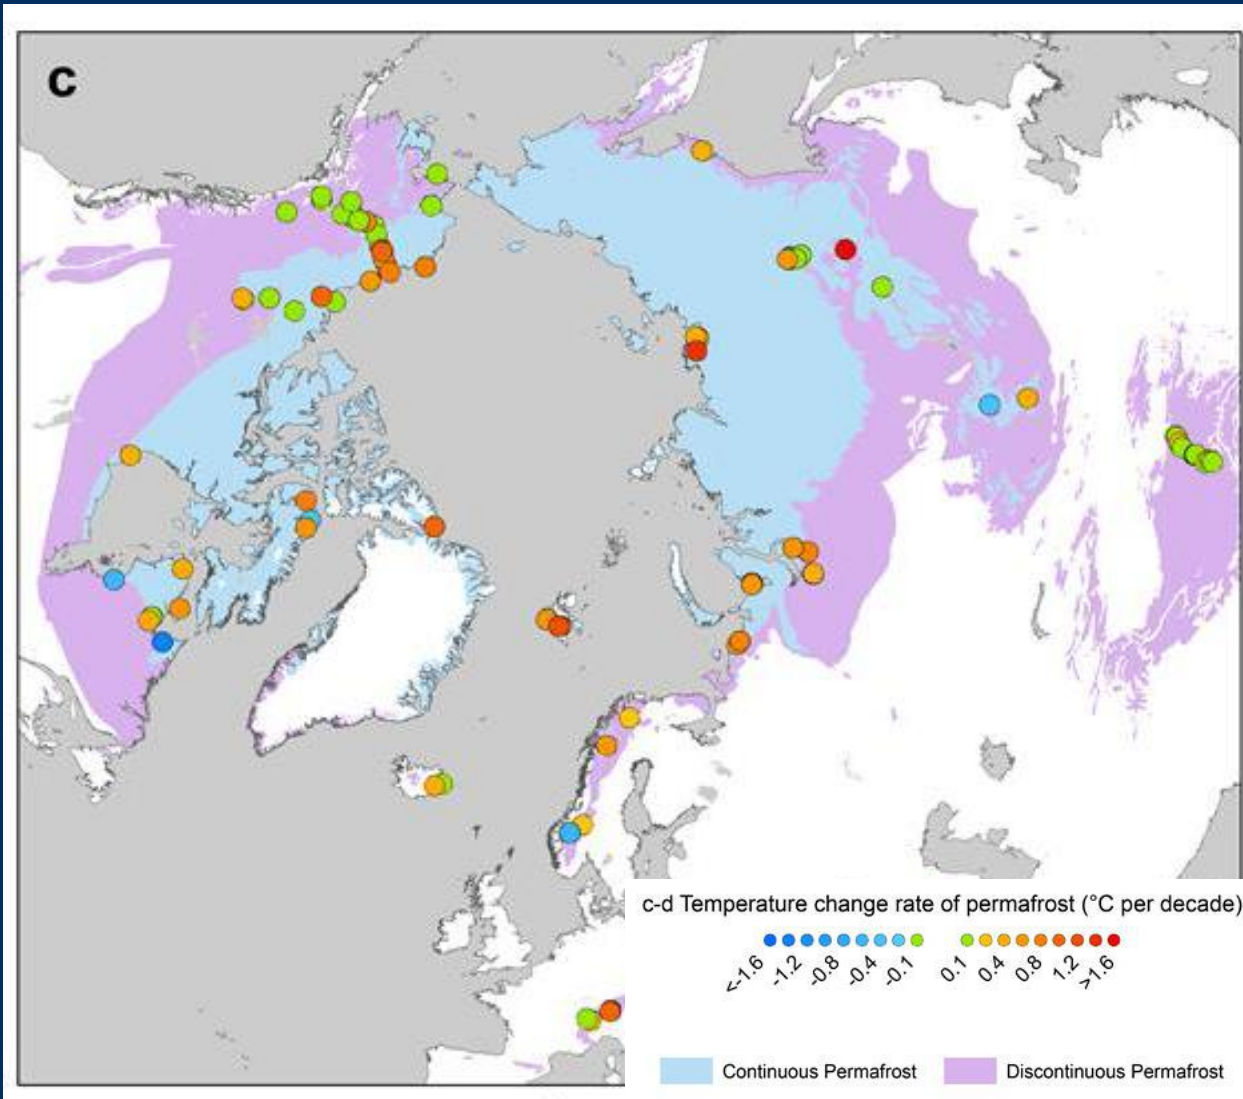 c
c-d Temperature change rate of permafrost (°C per decade)
<-1.6 -1.2 -0.8 -0.4 -0.1 0.1 0.4 0.8 1.2 >1.6
Continuous Permafrost Discontinuous Permafrost